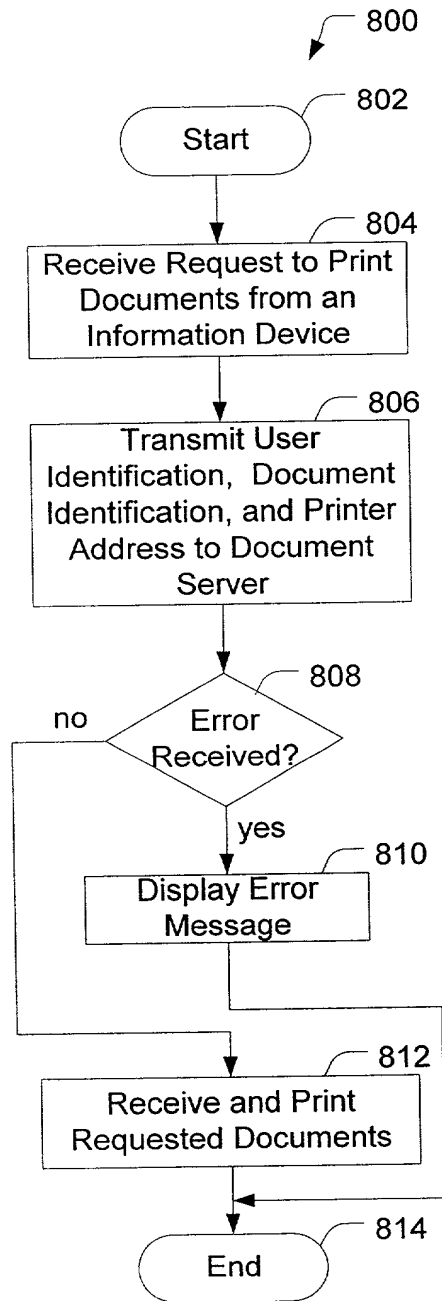 800
802
Start
804
Receive Request to Print
Documents from an
Information Device
806
Transmit User
Identification, Document
Identification, and Printer
Address to Document
Server
808
no
Error
Received?
yes
810
Display Error
Message
812
Receive and Print
Requested Documents
814
End